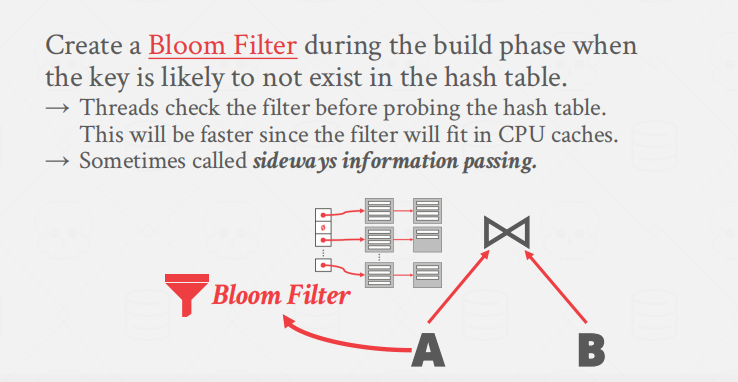 Create a Bloom Filter during the build phase when
the key is likely to not exist in the hash table.
→ Threads check the filter before probing the hash table.
This will be faster since the filter will fit in CPU caches.
→ Sometimes called sideways information passing.
ø
Bloom Filter
A
B